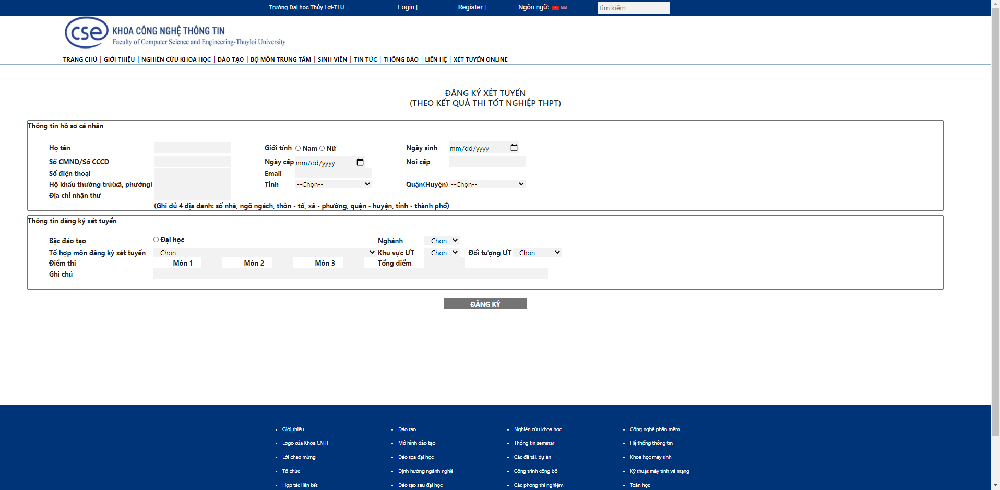 Trường Đại học Thủy Lợi-TLU Login | Register | Ngôn ngữ: Tìm kiếm
cse KHOA CÔNG NGHỆ THÔNG TIN
Faculty of Computer Science and Engineering-Thuyloi University
TRANG CHỦ | GIỚI THIỆU | NGHIÊN CỨU KHOA HỌC | ĐÀO TẠO | BỘ MÔN TRUNG TÂM | SINH VIÊN | TIN TỨC | THÔNG BÁO | LIÊN HỆ | XÉT TUYỂN ONLINE
ĐĂNG KÝ XÉT TUYỂN
(THEO KẾT QUẢ THI TỐT NGHIỆP THPT)
Thông tin hồ sơ cá nhân
Họ tên Giới tính Nam Nữ Ngày sinh mm/dd/yyyy
Số CMND/Số CCCD Ngày cấp mm/dd/yyyy Nơi cấp
Số điện thoại Email
Hộ khẩu thường trú(xã, phường) Tỉnh --Chọn-- Quận(Huyện) --Chọn--
Địa chỉ nhận thư
(Ghi đủ 4 địa danh: số nhà, ngõ ngách, thôn - tổ, xã - phường, quận - huyện, tỉnh - thành phố)
Thông tin đăng ký xét tuyển
Bậc đào tạo Đại học Nghành --Chọn--
Tổ hợp môn đăng ký xét tuyển --Chọn-- Khu vực ƯT --Chọn-- Đối tượng ƯT --Chọn--
Điểm thi Môn 1 Môn 2 Môn 3 Tổng điểm
Ghi chú
ĐĂNG KÝ
Giới thiệu Đào tạo Nghiên cứu khoa học Công nghệ phần mềm
Logo của Khoa CNTT Mô hình đào tạo Thông tin seminar Hệ thống thông tin
Lời chào mừng Đào tọa đại học Các đề tài, dự án Khoa học máy tính
Tổ chức Định hướng ngành nghề Công trình công bố Kỹ thuật máy tính và mạng
Hợp tác liên kết Đào tạo sau đại học Các phòng thí nghiệm Toán học